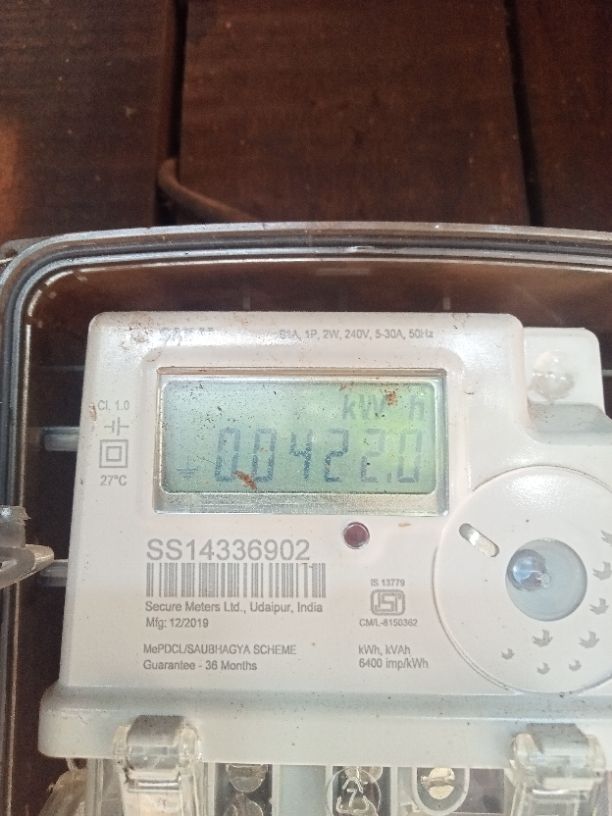 S1A, 1P, 2W, 240V, 5-30A, 50Hz
Cl. 1.0
27°C
kWh
00422.0
SS14336902
Secure Meters Ltd., Udaipur, India
Mfg: 12/2019
MePDCL/SAUBHAGYA SCHEME
Guarantee - 36 Months
IS 13779
ISI
CM/L-8150362
kWh, kVAh
6400 imp/kWh